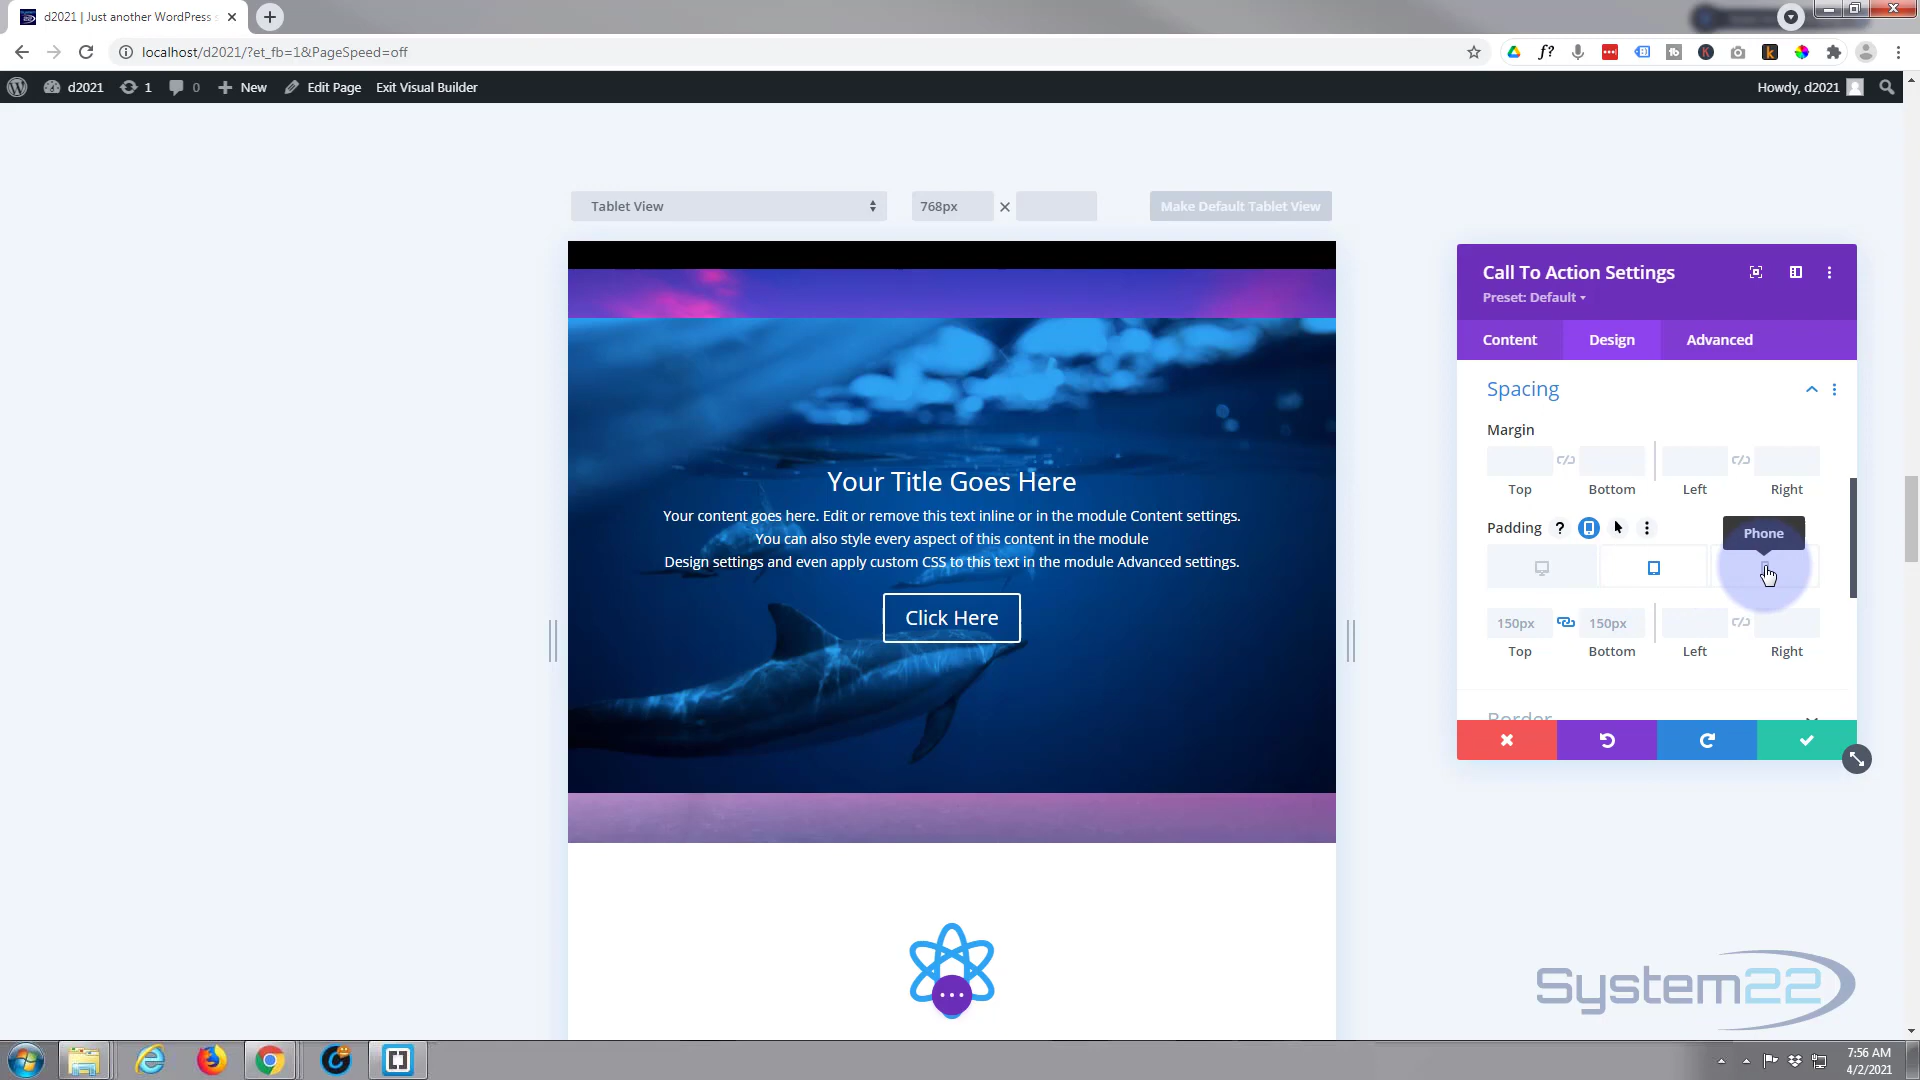 d2021 | Just another WordPress s
localhost/d2021/?et_fb=1&PageSpeed=off
d2021 1 0 New Edit Page Exit Visual Builder Howdy, d2021
Tablet View 768px Make Default Tablet View
Call To Action Settings
Preset: Default
Content Design Advanced
Spacing
Margin
Top Bottom Left Right
Padding ?
Phone
150px 150px
Top Bottom Left Right
Border
Your Title Goes Here
Your content goes here. Edit or remove this text inline or in the module Content settings.
You can also style every aspect of this content in the module
Design settings and even apply custom CSS to this text in the module Advanced settings.
Click Here
System22
7:56 AM
4/2/2021